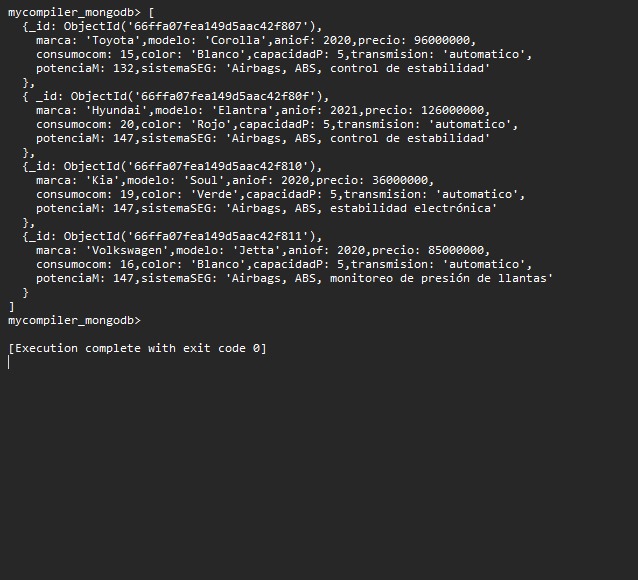 mycompiler_mongodb> [
  {_id: ObjectId('66ffa07fea149d5aac42f807'),
    marca: 'Toyota',modelo: 'Corolla',aniof: 2020,precio: 96000000,
    consumocom: 15,color: 'Blanco',capacidadP: 5,transmision: 'automatico',
    potenciaM: 132,sistemaSEG: 'Airbags, ABS, control de estabilidad'
  },
  { _id: ObjectId('66ffa07fea149d5aac42f80f'),
    marca: 'Hyundai',modelo: 'Elantra',aniof: 2021,precio: 126000000,
    consumocom: 20,color: 'Rojo',capacidadP: 5,transmision: 'automatico',
    potenciaM: 147,sistemaSEG: 'Airbags, ABS, control de estabilidad'
  },
  {_id: ObjectId('66ffa07fea149d5aac42f810'),
    marca: 'Kia',modelo: 'Soul',aniof: 2020,precio: 36000000,
    consumocom: 19,color: 'Verde',capacidadP: 5,transmision: 'automatico',
    potenciaM: 147,sistemaSEG: 'Airbags, ABS, estabilidad electrónica'
  },
  {_id: ObjectId('66ffa07fea149d5aac42f811'),
    marca: 'Volkswagen',modelo: 'Jetta',aniof: 2020,precio: 85000000,
    consumocom: 16,color: 'Blanco',capacidadP: 5,transmision: 'automatico',
    potenciaM: 147,sistemaSEG: 'Airbags, ABS, monitoreo de presión de llantas'
  }
]
mycompiler_mongodb>
[Execution complete with exit code 0]